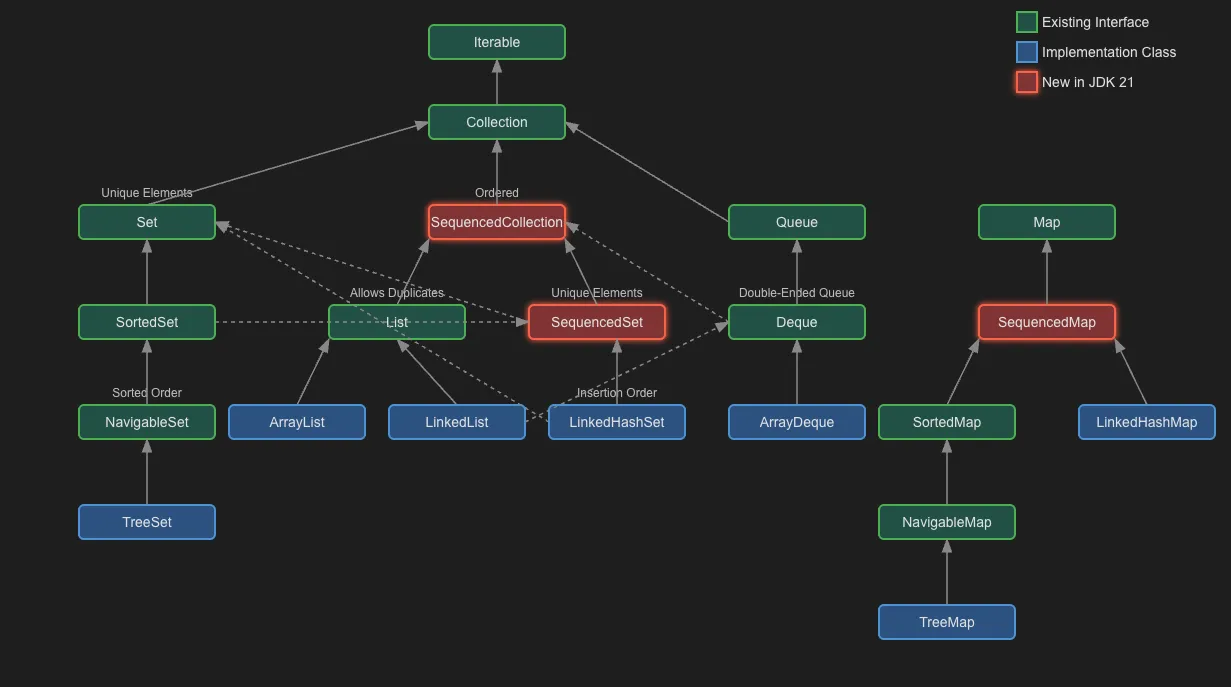 Iterable
Existing Interface
Implementation Class
New in JDK 21
Collection
Unique Elements
Ordered
Set
SequencedCollection
Queue
Map
Allows Duplicates
Unique Elements
Double-Ended Queue
SortedSet
List
SequencedSet
Deque
SequencedMap
Sorted Order
Insertion Order
NavigableSet
ArrayList
LinkedList
LinkedHashSet
ArrayDeque
SortedMap
LinkedHashMap
TreeSet
NavigableMap
TreeMap